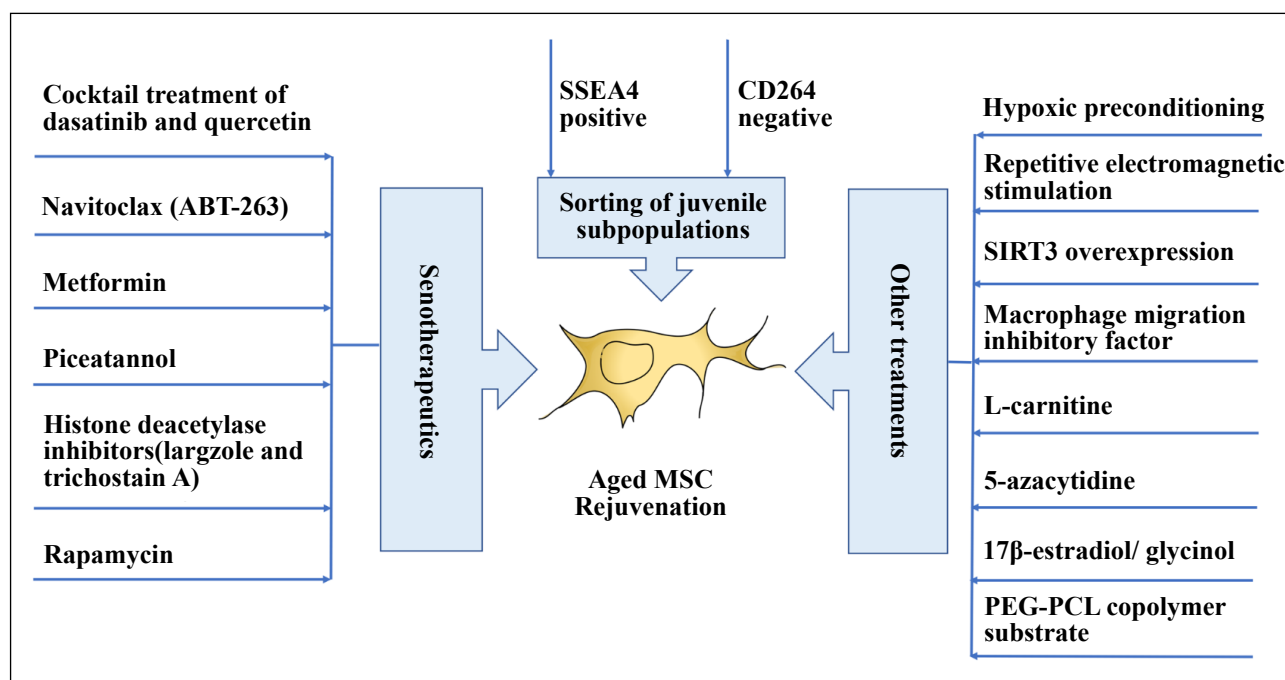 Cocktail treatment of
dasatinib and quercetin
Navitoclax (ABT-263)
Metformin
Piceatannol
Histone deacetylase
inhibitors(largzole and
trichostain A)
Rapamycin
Senotherapeutics
SSEA4
positive
CD264
negative
Sorting of juvenile
subpopulations
Aged MSC
Rejuvenation
Other treatments
Hypoxic preconditioning
Repetitive electromagnetic
stimulation
SIRT3 overexpression
Macrophage migration
inhibitory factor
L-carnitine
5-azacytidine
17β-estradiol/ glycinol
PEG-PCL copolymer
substrate